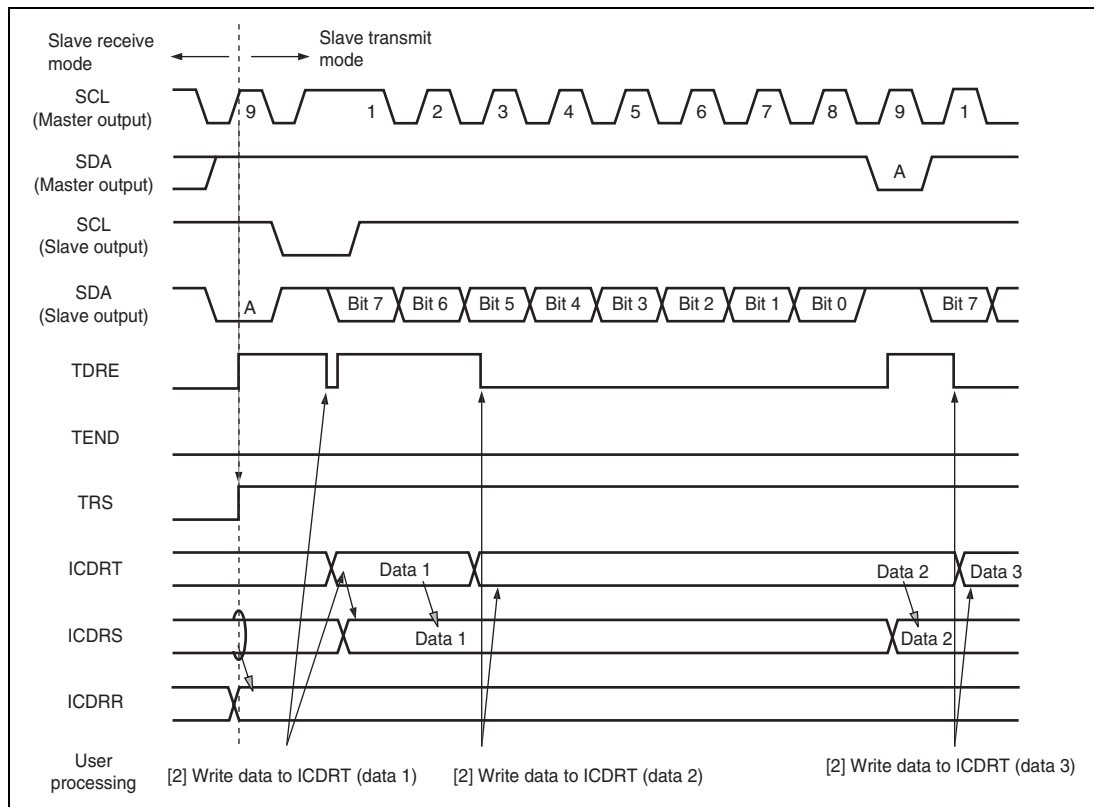 Slave receive
mode
Slave transmit
mode
SCL
(Master output)
9 1 2 3 4 5 6 7 8 9 1
SDA
(Master output)
A
SCL
(Slave output)
SDA
(Slave output)
A Bit 7 Bit 6 Bit 5 Bit 4 Bit 3 Bit 2 Bit 1 Bit 0 Bit 7
TDRE
TEND
TRS
ICDRT
Data 1 Data 2 Data 3
ICDRS
Data 1 Data 2
ICDRR
User
processing
[2] Write data to ICDRT (data 1) [2] Write data to ICDRT (data 2) [2] Write data to ICDRT (data 3)